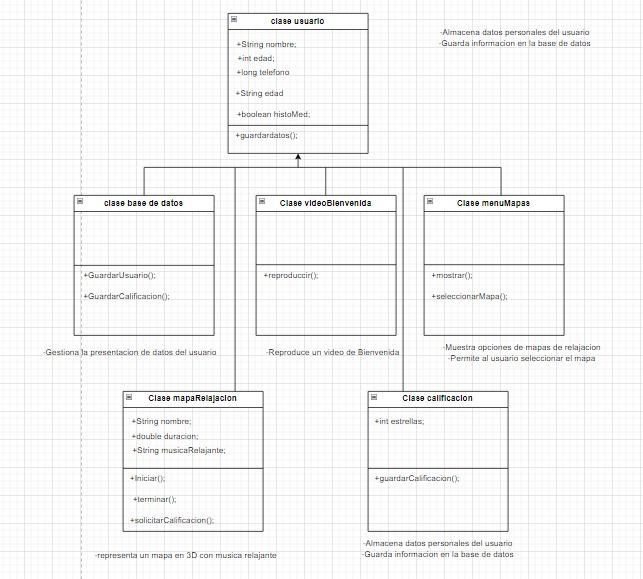 clase usuario
+String nombre;
+int edad;
+long telefono
+String edad
+boolean histoMed;
+guardardatos();
-Almacena datos personales del usuario
-Guarda informacion en la base de datos
clase base de datos
+GuardarUsuario();
+GuardarCalificacion();
-Gestiona la presentacion de datos del usuario
Clase videoBienvenida
+reproduccir();
-Reproduce un video de Bienvenida
Clase menuMapas
+mostrar();
+seleccionarMapa();
-Muestra opciones de mapas de relajacion
-Permite al usuario seleccionar el mapa
Clase mapaRelajacion
+String nombre;
+double duracion;
+String musicaRelajante;
+Iniciar();
+terminar();
+solicitarCalificacion();
-representa un mapa en 3D con musica relajante
Clase calificacion
+int estrellas;
+guardarCalificacion();
-Almacena datos personales del usuario
-Guarda informacion en la base de datos